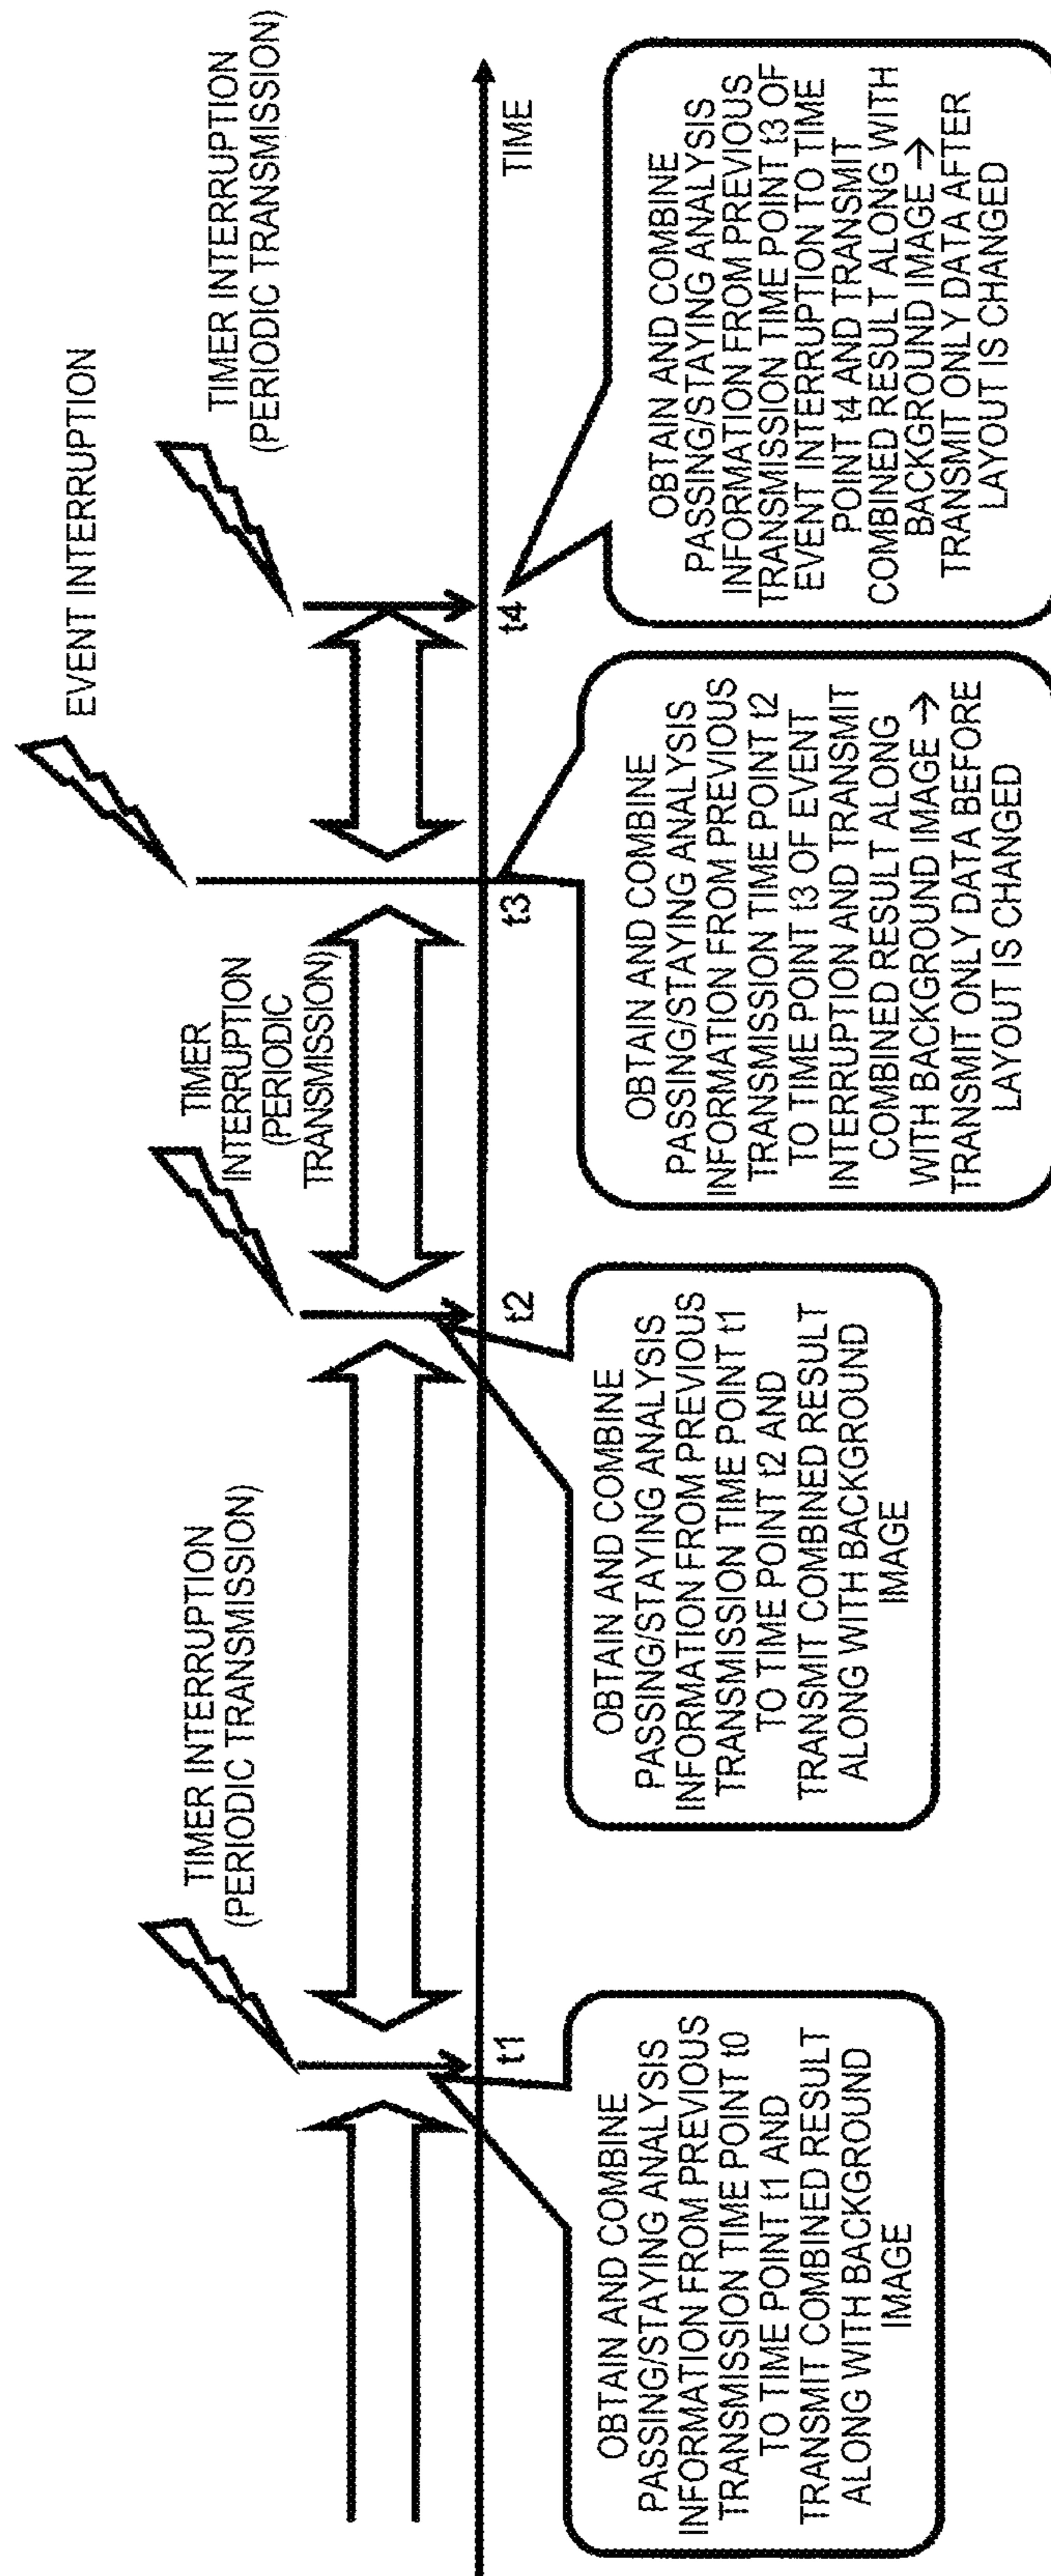 TIMER INTERRUPTION
(PERIODIC TRANSMISSION)
TIMER
INTERRUPTION
(PERIODIC
TRANSMISSION)
EVENT INTERRUPTION
TIMER INTERRUPTION
(PERIODIC TRANSMISSION)
t1
t2
t3
t4
TIME
OBTAIN AND COMBINE
PASSING/STAYING ANALYSIS
INFORMATION FROM PREVIOUS
TRANSMISSION TIME POINT t0
TO TIME POINT t1 AND
TRANSMIT COMBINED RESULT
ALONG WITH BACKGROUND
IMAGE
OBTAIN AND COMBINE
PASSING/STAYING ANALYSIS
INFORMATION FROM PREVIOUS
TRANSMISSION TIME POINT t1
TO TIME POINT t2 AND
TRANSMIT COMBINED RESULT
ALONG WITH BACKGROUND
IMAGE
OBTAIN AND COMBINE
PASSING/STAYING ANALYSIS
INFORMATION FROM PREVIOUS
TRANSMISSION TIME POINT t2
TO TIME POINT t3 OF EVENT
INTERRUPTION AND TRANSMIT
COMBINED RESULT ALONG
WITH BACKGROUND IMAGE →
TRANSMIT ONLY DATA BEFORE
LAYOUT IS CHANGED
OBTAIN AND COMBINE
PASSING/STAYING ANALYSIS
INFORMATION FROM PREVIOUS
TRANSMISSION TIME POINT t3 OF
EVENT INTERRUPTION TO TIME
POINT t4 AND TRANSMIT
COMBINED RESULT ALONG WITH
BACKGROUND IMAGE →
TRANSMIT ONLY DATA AFTER
LAYOUT IS CHANGED